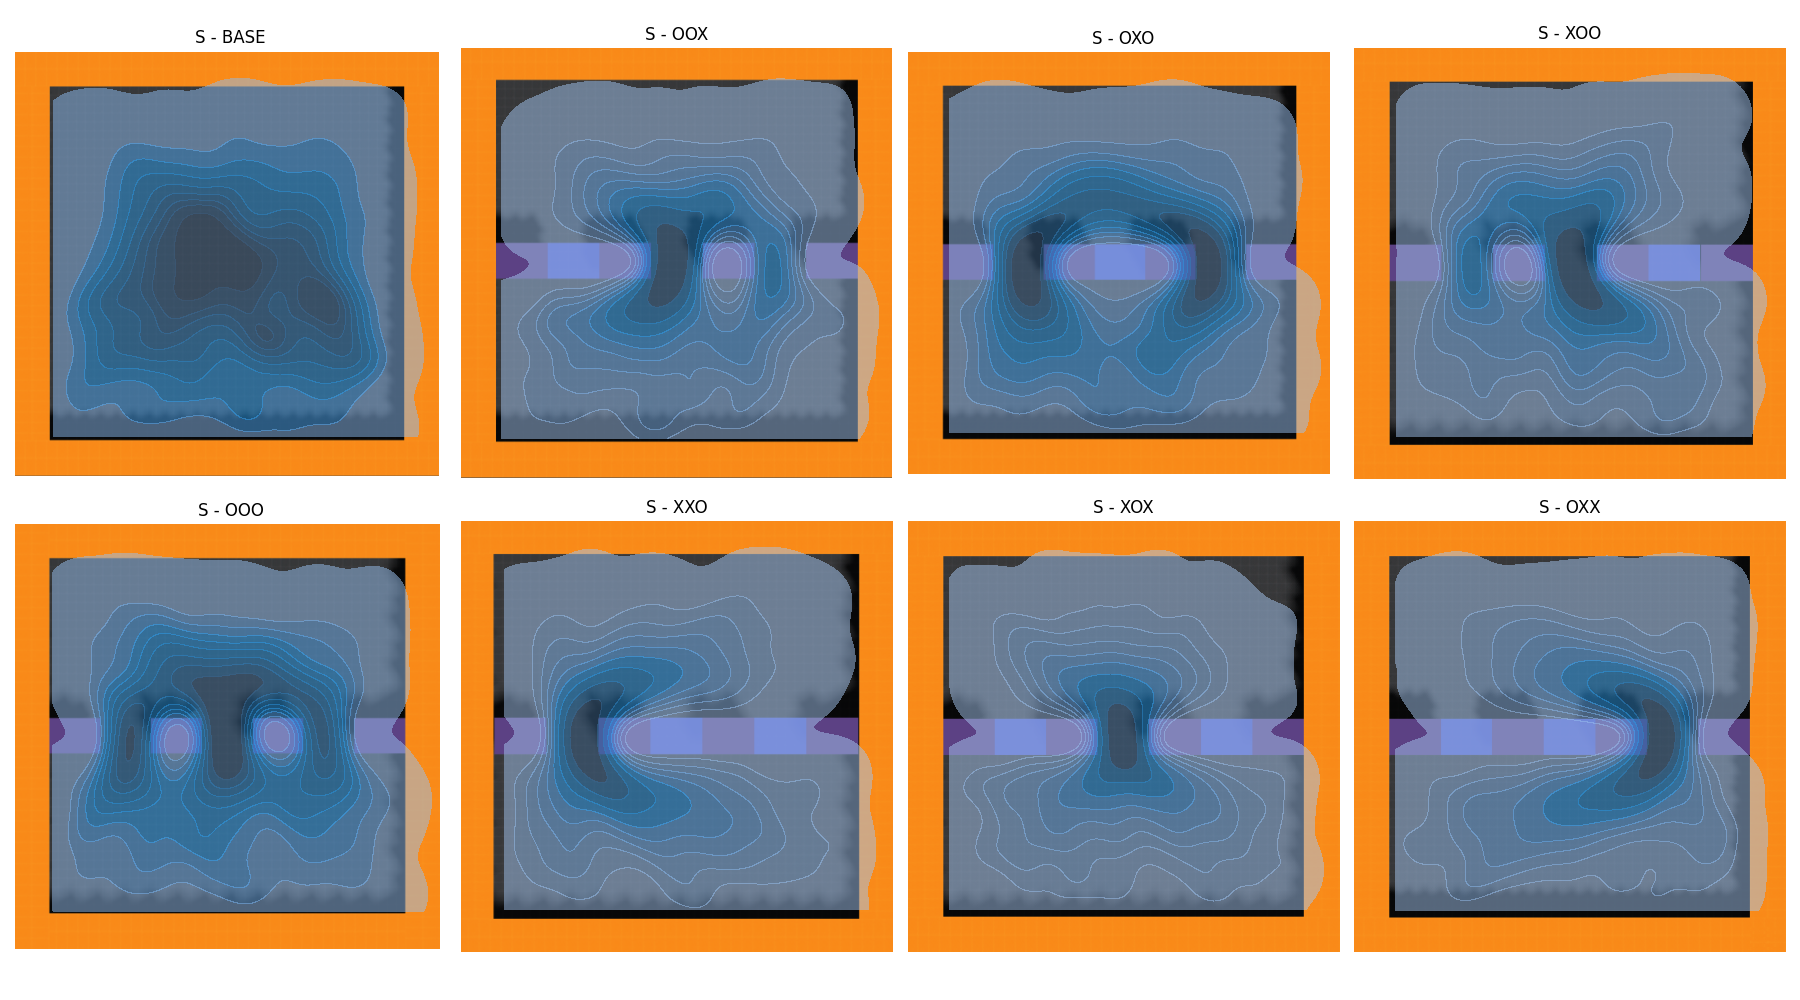 S - BASE
S - OOX
S - OXO
S - XOO
S - OOO
S - XXO
S - XOX
S - OXX